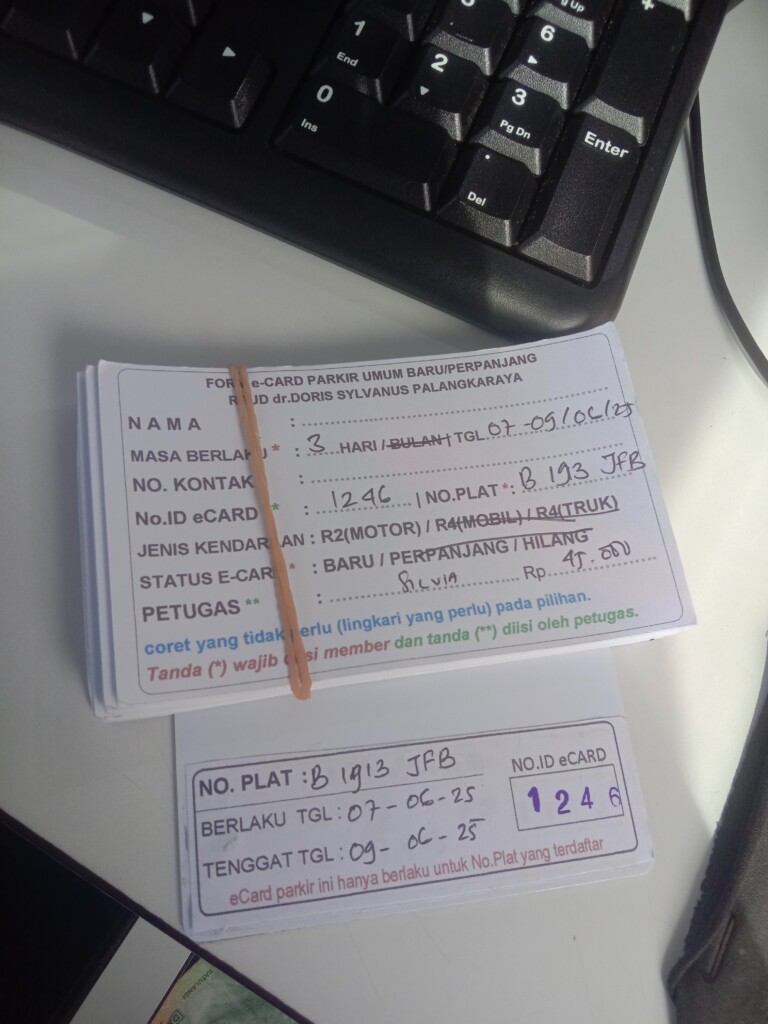 1
End
2
6
Pg Up
+
0
Ins
3
Pg Dn
.
Del
Enter
FOR e-CARD PARKIR UMUM BARU/PERPANJANG
R UD dr.DORIS SYLVANUS PALANGKARAYA
NAMA :
MASA BERLAKU * : 3 HARI / BULAN | TGL 07 - 09/06/25
NO. KONTAK :
No.ID eCARD * : 1246 | NO.PLAT *: B 193 JFB
JENIS KENDARAAN : R2(MOTOR) / R4(MOBIL) / R4(TRUK)
STATUS E-CARD * : BARU / PERPANJANG / HILANG
PETUGAS ** : SILVIA Rp 45.000
coret yang tidak perlu (lingkari yang perlu) pada pilihan.
Tanda (*) wajib diisi member dan tanda (**) diisi oleh petugas.
NO. PLAT : B 1913 JFB
NO.ID eCARD
1246
BERLAKU TGL : 07 - 06 - 25
TENGGAT TGL : 09 - 06 - 25
eCard parkir ini hanya berlaku untuk No.Plat yang terdaftar